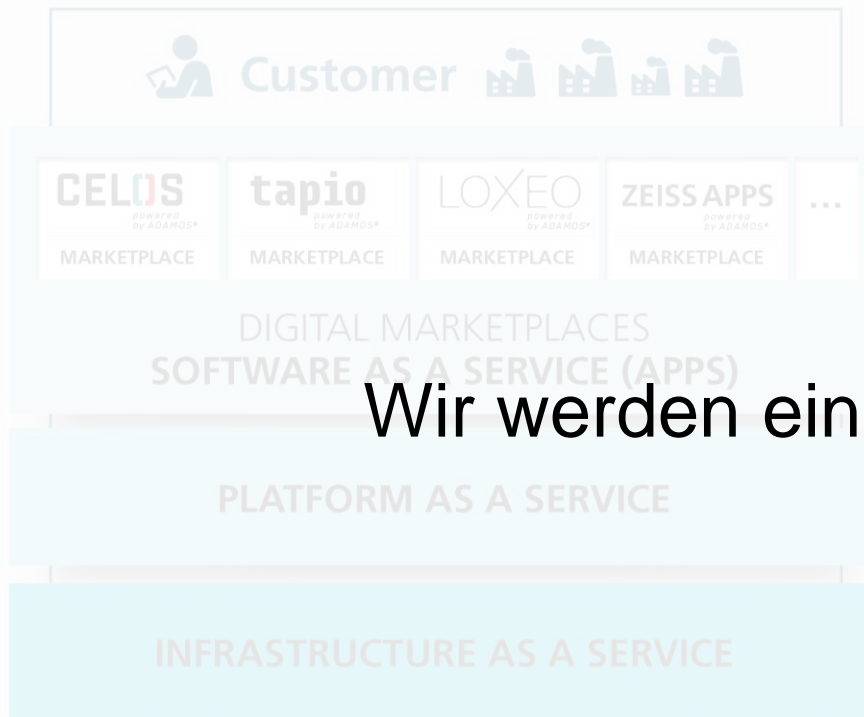 Customer
CELOS tapio LOXEO ZEISS APPS ...
powered powered powered powered
by ADAMOS® by ADAMOS® by ADAMOS® by ADAMOS®
MARKETPLACE MARKETPLACE MARKETPLACE MARKETPLACE
DIGITAL MARKETPLACES
SOFTWARE AS A SERVICE (APPS)
Wir werden ein
PLATFORM AS A SERVICE
INFRASTRUCTURE AS A SERVICE